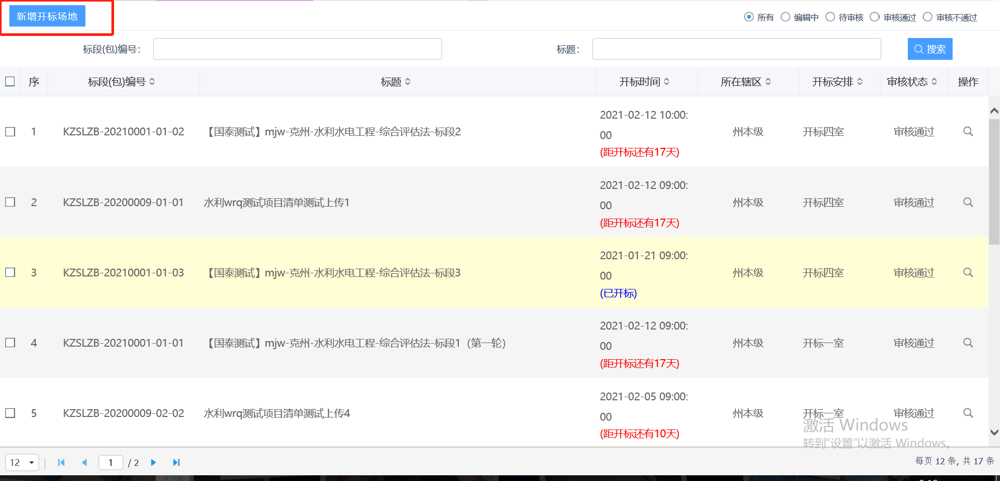 新增开标场地
所有 编辑中 待审核 审核通过 审核不通过
标段(包)编号: 标题: 搜索
序 标段(包)编号 标题 开标时间 所在辖区 开标安排 审核状态 操作
2021-02-12 10:00:
1 KZSLZB-20210001-01-02 【国泰测试】mjw-克州-水利水电工程-综合评估法-标段2 00 州本级 开标四室 审核通过
(距开标还有17天)
2021-02-12 09:00:
2 KZSLZB-20200009-01-01 水利wrq测试项目清单测试上传1 00 州本级 开标四室 审核通过
(距开标还有17天)
2021-01-21 09:00:
3 KZSLZB-20210001-01-03 【国泰测试】mjw-克州-水利水电工程-综合评估法-标段3 00 州本级 开标四室 审核通过
(已开标)
2021-02-12 09:00:
4 KZSLZB-20210001-01-01 【国泰测试】mjw-克州-水利水电工程-综合评估法-标段1（第一轮） 00 州本级 开标一室 审核通过
(距开标还有17天)
2021-02-05 09:00:
5 KZSLZB-20200009-02-02 水利wrq测试项目清单测试上传4 00 州本级 开标一室 审核通过
(距开标还有10天)
激活 Windows
转到“设置”以激活 Windows。
12 1 / 2 每页 12 条, 共 17 条